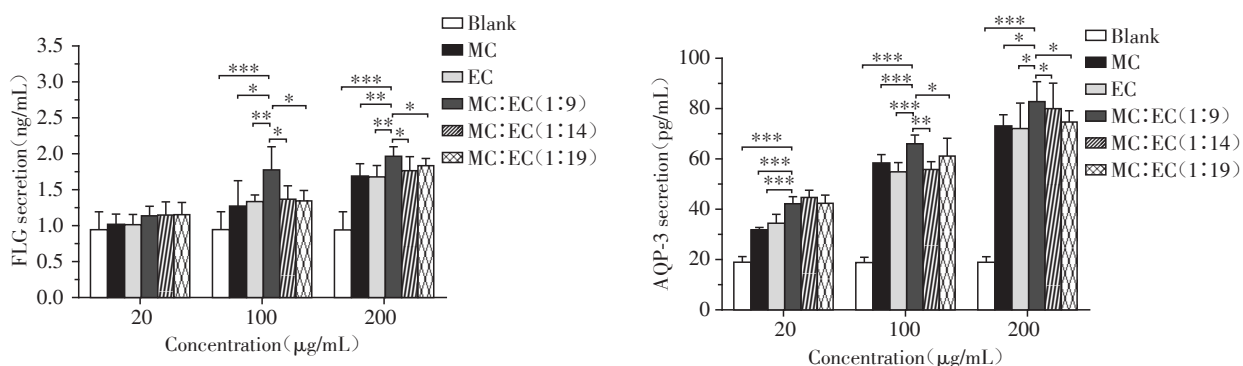 FLG secretion(ng/mL)
3.5
3.0
2.5
2.0
1.5
1.0
0.5
0.0
***
*
**
*
*
***
**
**
*
*
20
100
200
Concentration(μg/mL)
Blank
MC
EC
MC:EC(1:9)
MC:EC(1:14)
MC:EC(1:19)
AQP-3 secretion(pg/mL)
100
80
60
40
20
0
***
***
***
***
***
***
**
*
***
*
*
*
*
20
100
200
Concentration(μg/mL)
Blank
MC
EC
MC:EC(1:9)
MC:EC(1:14)
MC:EC(1:19)